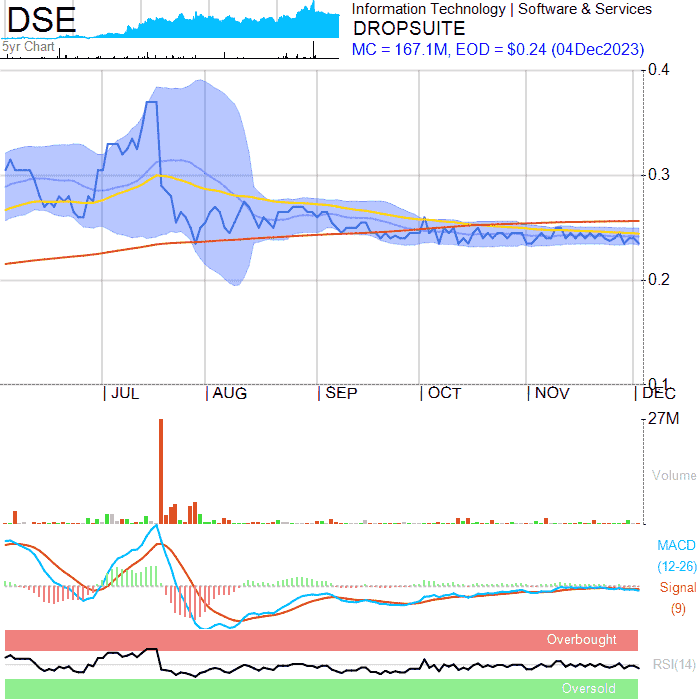 DSE
5yr Chart
Information Technology | Software & Services
DROPSUITE
MC = 167.1M, EOD = $0.24 (04Dec2023)
0.4
0.3
0.2
0.1
JUL
AUG
SEP
OCT
NOV
DEC
27M
Volume
MACD
(12-26)
Signal
(9)
Overbought
RSI(14)
Oversold